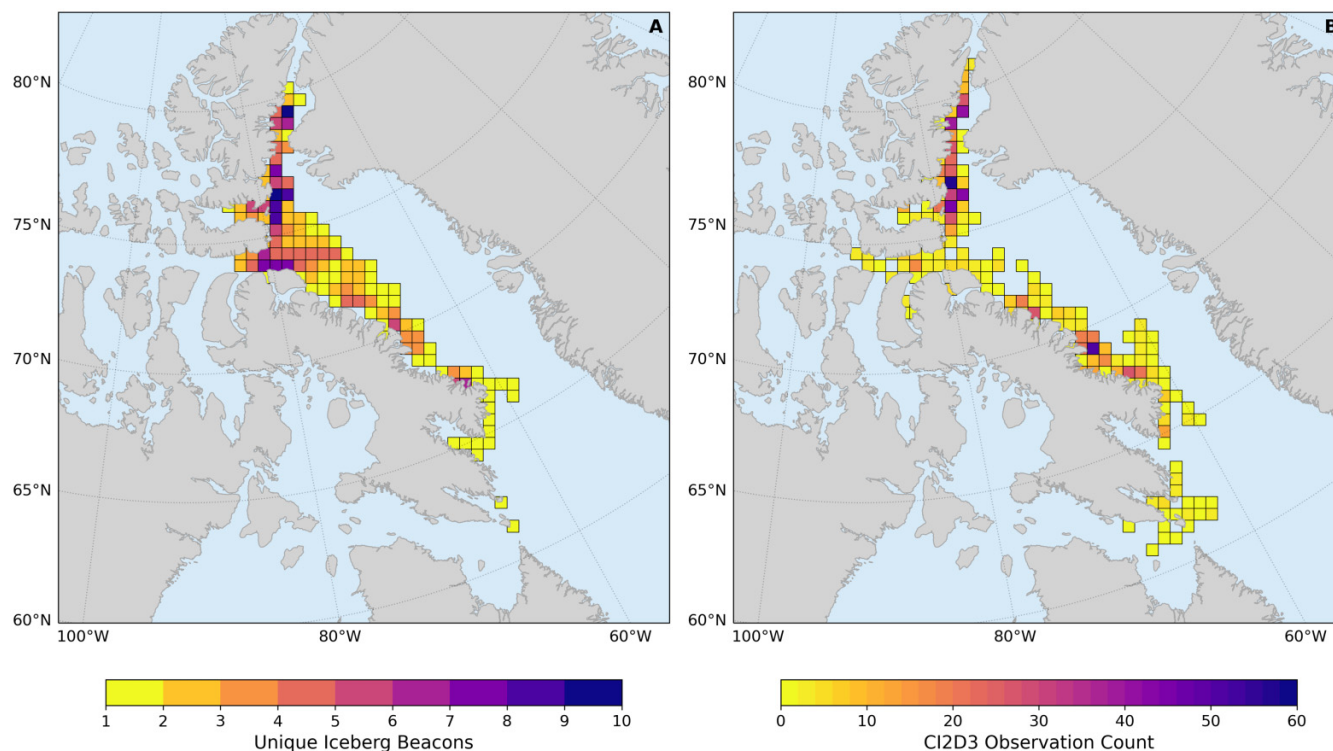 A
B
80°N
75°N
70°N
65°N
60°N
100°W
80°W
60°W
80°N
75°N
70°N
65°N
60°N
100°W
80°W
60°W
1 2 3 4 5 6 7 8 9 10
Unique Iceberg Beacons
0 10 20 30 40 50 60
CI2D3 Observation Count